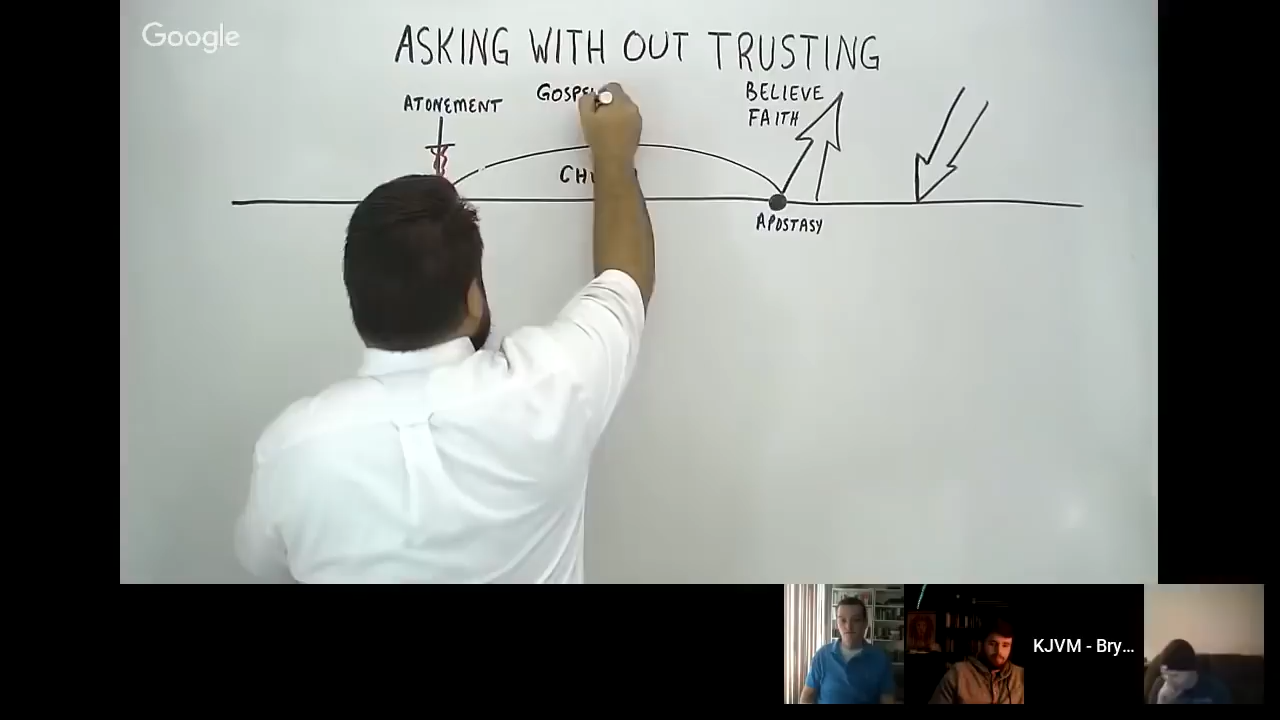 Google
ASKING WITH OUT TRUSTING
ATONEMENT
BELIEVE
FAITH
APOSTASY
KJVM - Bry...